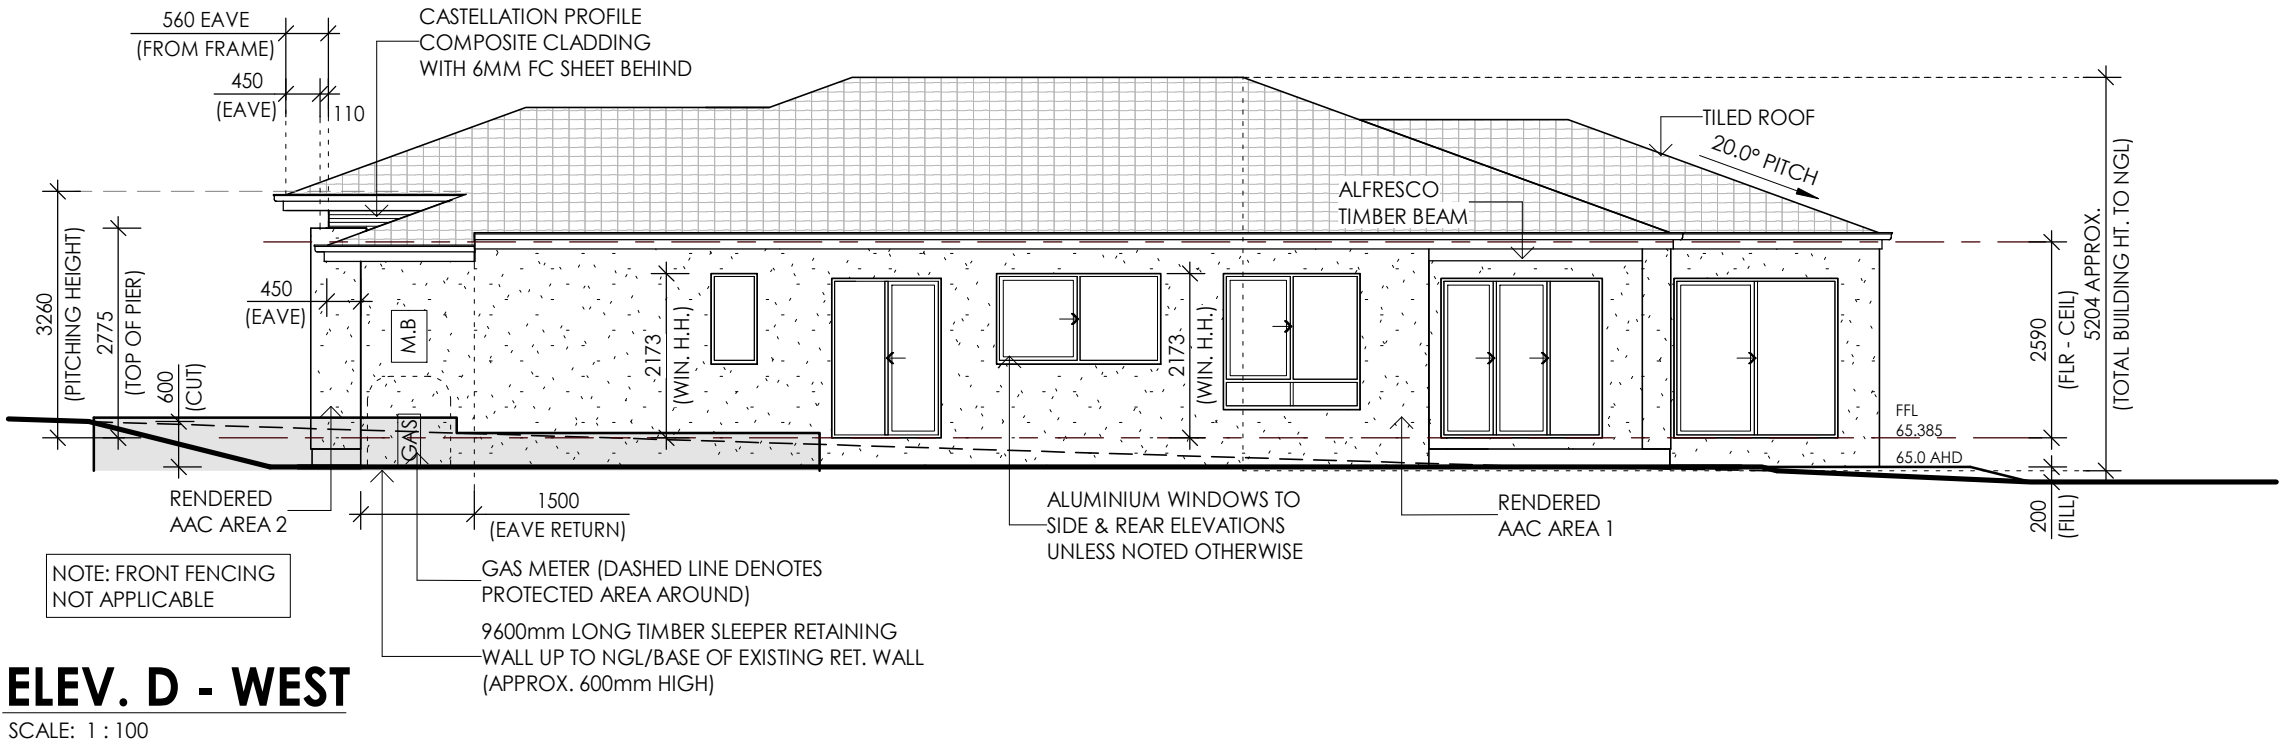 560 EAVE
(FROM FRAME)
450
(EAVE)
110
CASTELLATION PROFILE
COMPOSITE CLADDING
WITH 6MM FC SHEET BEHIND
TILED ROOF
20.0° PITCH
ALFRESCO
TIMBER BEAM
3260
(PITCHING HEIGHT)
2775
(TOP OF PIER)
600
(CUT)
450
(EAVE)
M.B
GAS
2173
(WIN. H.H.)
2173
(WIN. H.H.)
FFL
65.385
65.0 AHD
2590
(FLR - CEIL)
5204 APPROX.
(TOTAL BUILDING HT. TO NGL)
200
(FILL)
RENDERED
AAC AREA 2
1500
(EAVE RETURN)
ALUMINIUM WINDOWS TO
SIDE & REAR ELEVATIONS
UNLESS NOTED OTHERWISE
RENDERED
AAC AREA 1
NOTE: FRONT FENCING
NOT APPLICABLE
GAS METER (DASHED LINE DENOTES
PROTECTED AREA AROUND)
9600mm LONG TIMBER SLEEPER RETAINING
WALL UP TO NGL/BASE OF EXISTING RET. WALL
(APPROX. 600mm HIGH)
ELEV. D - WEST
SCALE: 1 : 100